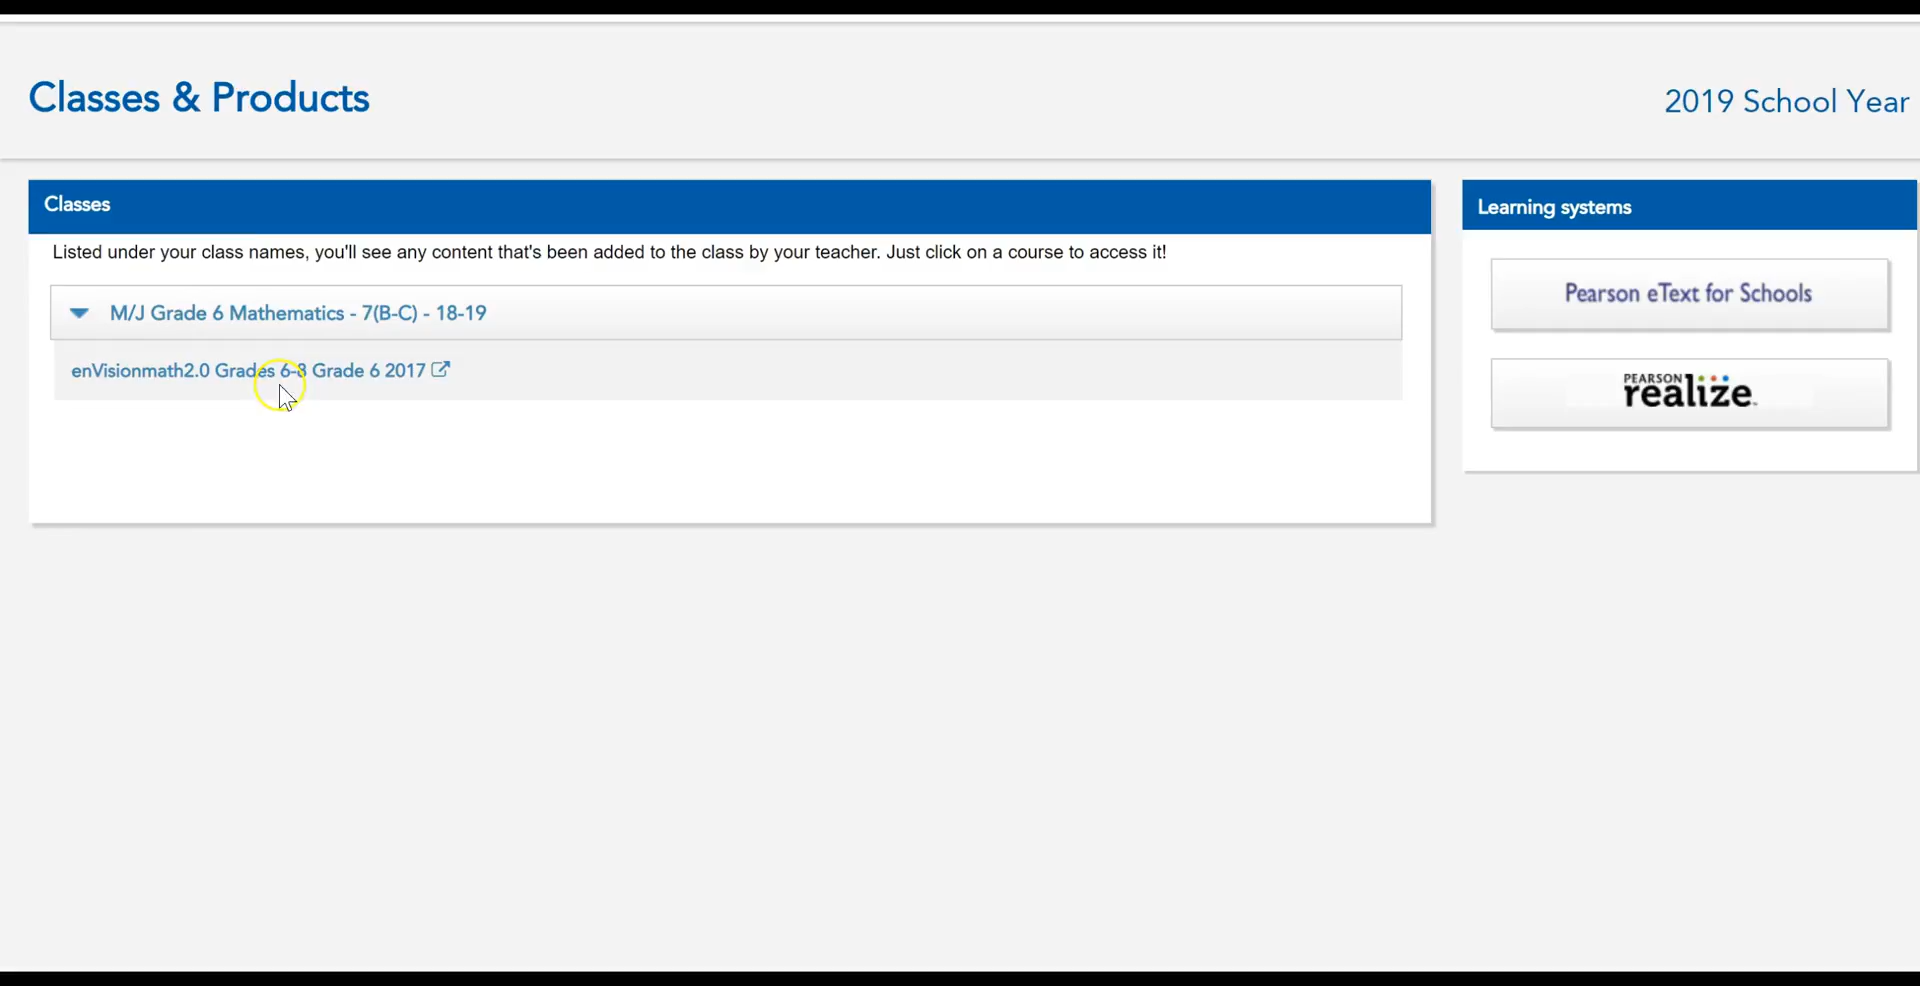 Classes & Products
2019 School Year
Classes
Listed under your class names, you'll see any content that's been added to the class by your teacher. Just click on a course to access it!
M/J Grade 6 Mathematics - 7(B-C) - 18-19
enVisionmath2.0 Grades 6-8 Grade 6 2017
Learning systems
Pearson eText for Schools
PEARSON
realize™